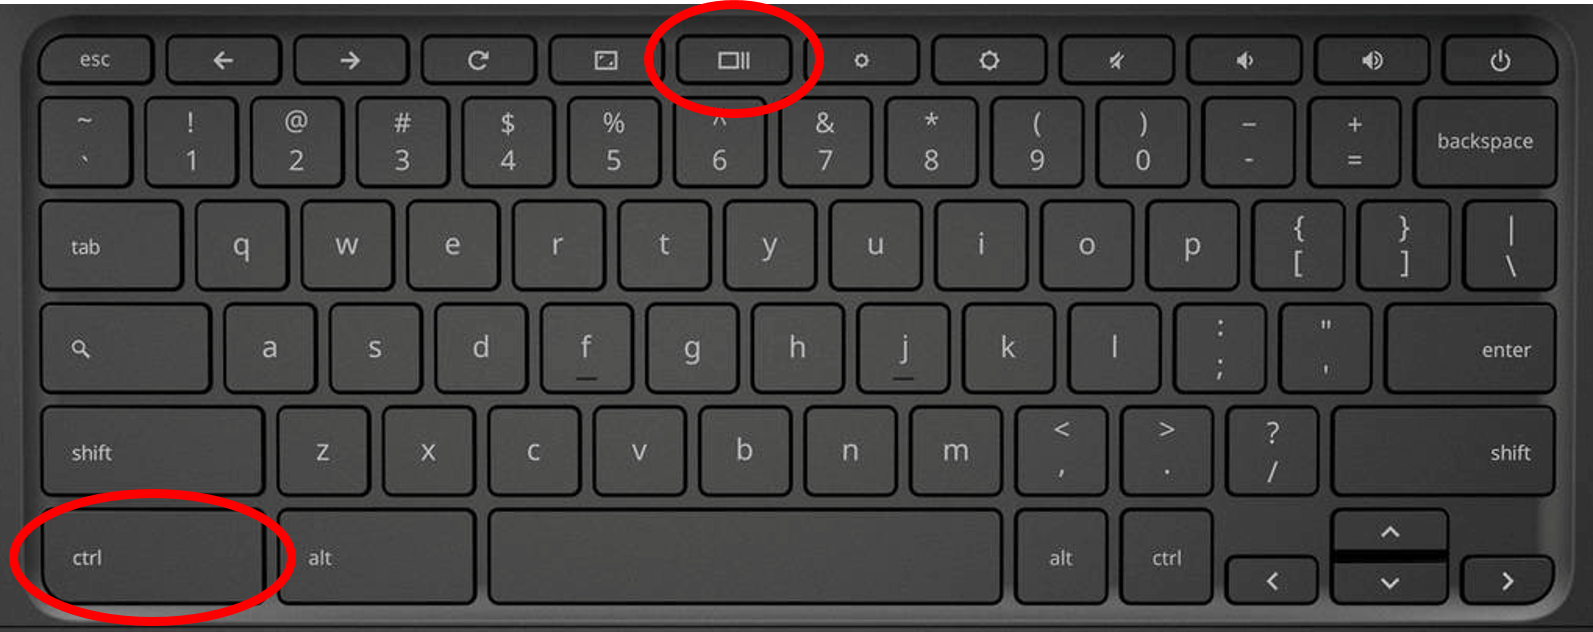 esc
~ ! @ # $ % ^ & * ( ) – +
` 1 2 3 4 5 6 7 8 9 0 - = backspace
tab q w e r t y u i o p { } |
[ ] \
a s d f g h j k l : " enter
; '
shift z x c v b n m < > ? shift
, . /
ctrl alt alt ctrl